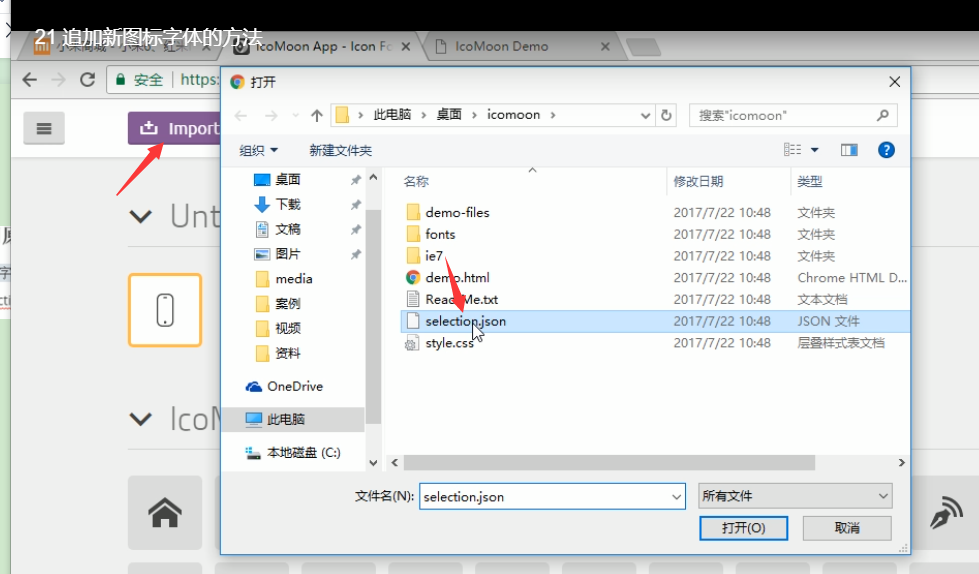 21 追加新图标字体的方法
IcoMoon App - Icon Fo
IcoMoon Demo
安全
https:
打开
此电脑 › 桌面 › icomoon ›
搜索"icomoon"
Import
组织
新建文件夹
桌面
下载
文稿
图片
media
案例
视频
资料
OneDrive
此电脑
本地磁盘 (C:)
名称 修改日期 类型
demo-files 2017/7/22 10:48 文件夹
fonts 2017/7/22 10:48 文件夹
ie7 2017/7/22 10:48 文件夹
demo.html 2017/7/22 10:48 Chrome HTML D...
Read Me.txt 2017/7/22 10:48 文本文档
selection.json 2017/7/22 10:48 JSON 文件
style.css 2017/7/22 10:48 层叠样式表文档
Unt
IcoM
文件名(N): selection.json
所有文件
打开(O)
取消